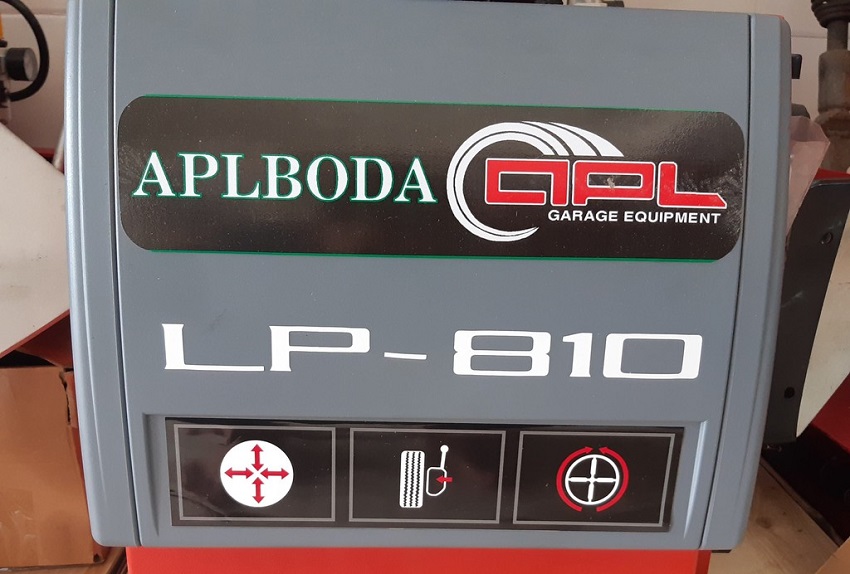 APLBODA
APL
GARAGE EQUIPMENT
LP-810